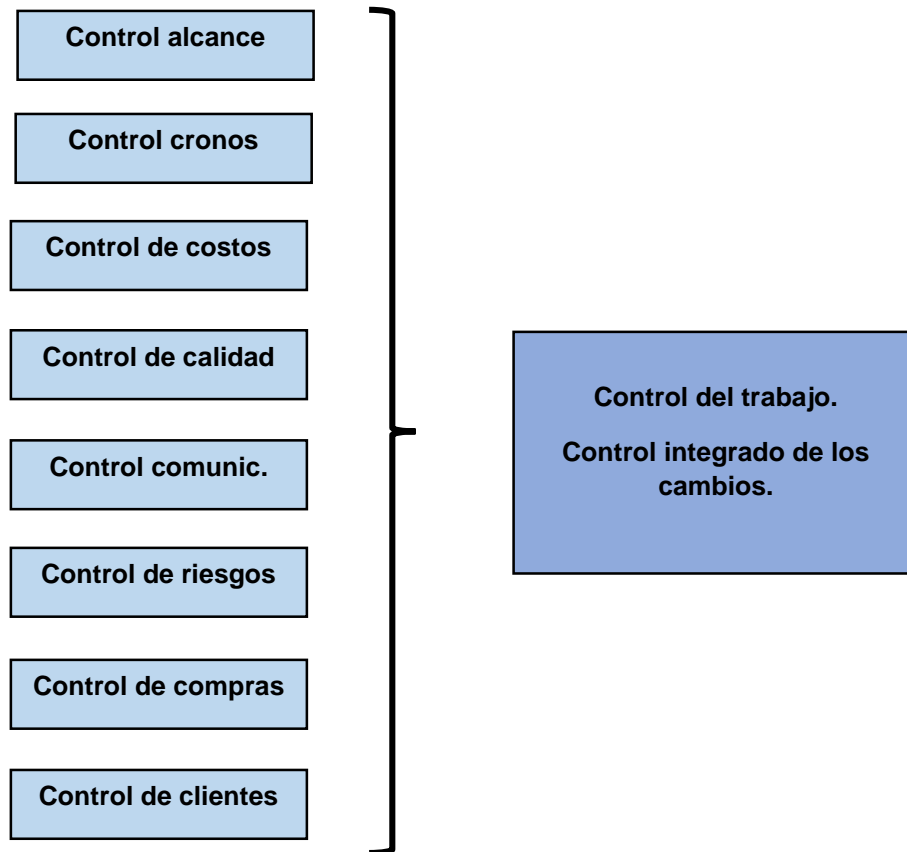 Control alcance
Control cronos
Control de costos
Control de calidad
Control comunic.
Control de riesgos
Control de compras
Control de clientes
Control del trabajo.
Control integrado de los
cambios.